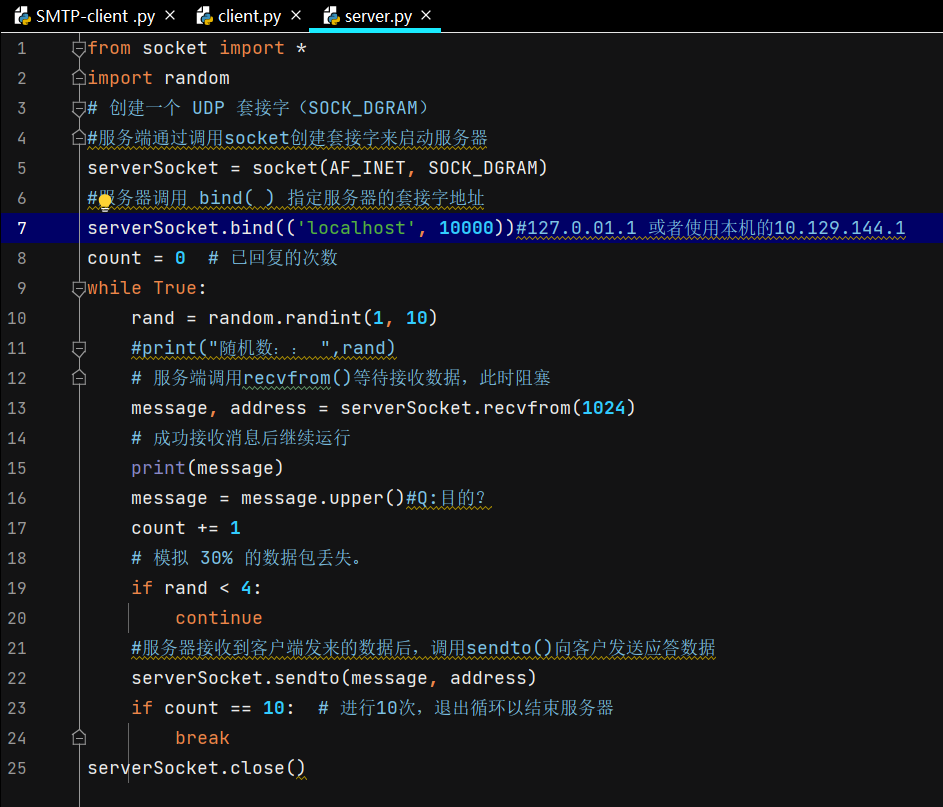 SMTP-client .py × client.py × server.py ×
1 from socket import *
2 import random
3 # 创建一个 UDP 套接字（SOCK_DGRAM）
4 #服务端通过调用socket创建套接字来启动服务器
5 serverSocket = socket(AF_INET, SOCK_DGRAM)
6 #服务器调用 bind( ) 指定服务器的套接字地址
7 serverSocket.bind(('localhost', 10000))#127.0.01.1 或者使用本机的10.129.144.1
8 count = 0  # 已回复的次数
9 while True:
10     rand = random.randint(1, 10)
11     #print("随机数：： ",rand)
12     # 服务端调用recvfrom()等待接收数据，此时阻塞
13     message, address = serverSocket.recvfrom(1024)
14     # 成功接收消息后继续运行
15     print(message)
16     message = message.upper()#Q:目的？
17     count += 1
18     # 模拟 30% 的数据包丢失。
19     if rand < 4:
20         continue
21     #服务器接收到客户端发来的数据后，调用sendto()向客户发送应答数据
22     serverSocket.sendto(message, address)
23     if count == 10:  # 进行10次，退出循环以结束服务器
24         break
25 serverSocket.close()